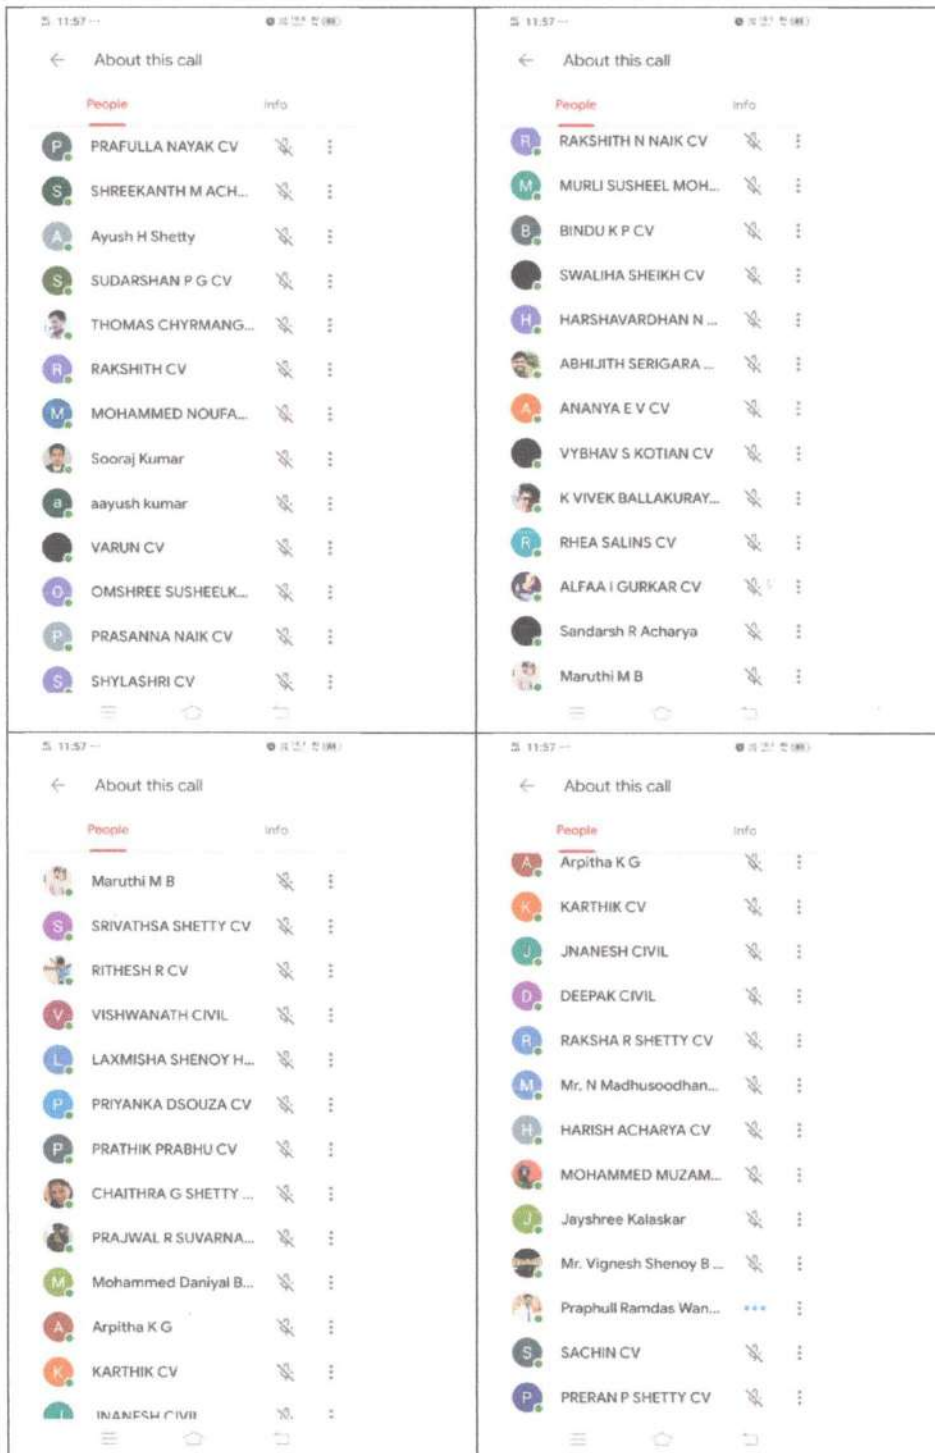 11:57
About this call
People Info
P PRAFULLA NAYAK CV
S SHREEKANTH M ACH...
A Ayush H Shetty
S SUDARSHAN P G CV
THOMAS CHYRMANG...
R RAKSHITH CV
M MOHAMMED NOUFA...
Sooraj Kumar
a aayush kumar
VARUN CV
O OMSHREE SUSHEELK...
P PRASANNA NAIK CV
S SHYLASHRI CV
11:57
About this call
People Info
R RAKSHITH N NAIK CV
M MURLI SUSHEEL MOH...
B BINDU K P CV
SWALIHA SHEIKH CV
H HARSHAVARDHAN N ...
ABHIJITH SERIGARA ...
A ANANYA E V CV
VYBHAV S KOTIAN CV
K VIVEK BALLAKURAY...
R RHEA SALINS CV
ALFAA I GURKAR CV
Sandarsh R Acharya
Maruthi M B
11:57
About this call
People Info
Maruthi M B
S SRIVATHSA SHETTY CV
RITHESH R CV
V VISHWANATH CIVIL
L LAXMISHA SHENOY H...
P PRIYANKA DSOUZA CV
P PRATHIK PRABHU CV
CHAITHRA G SHETTY ...
PRAJWAL R SUVARNA...
M Mohammed Daniyal B...
A Arpitha K G
K KARTHIK CV
J JNANESH CIVIL
11:57
About this call
People Info
A Arpitha K G
K KARTHIK CV
J JNANESH CIVIL
D DEEPAK CIVIL
R RAKSHA R SHETTY CV
M Mr. N Madhusoodhan...
H HARISH ACHARYA CV
MOHAMMED MUZAM...
J Jayshree Kalaskar
Mr. Vignesh Shenoy B ...
Praphull Ramdas Wan...
S SACHIN CV
P PRERAN P SHETTY CV